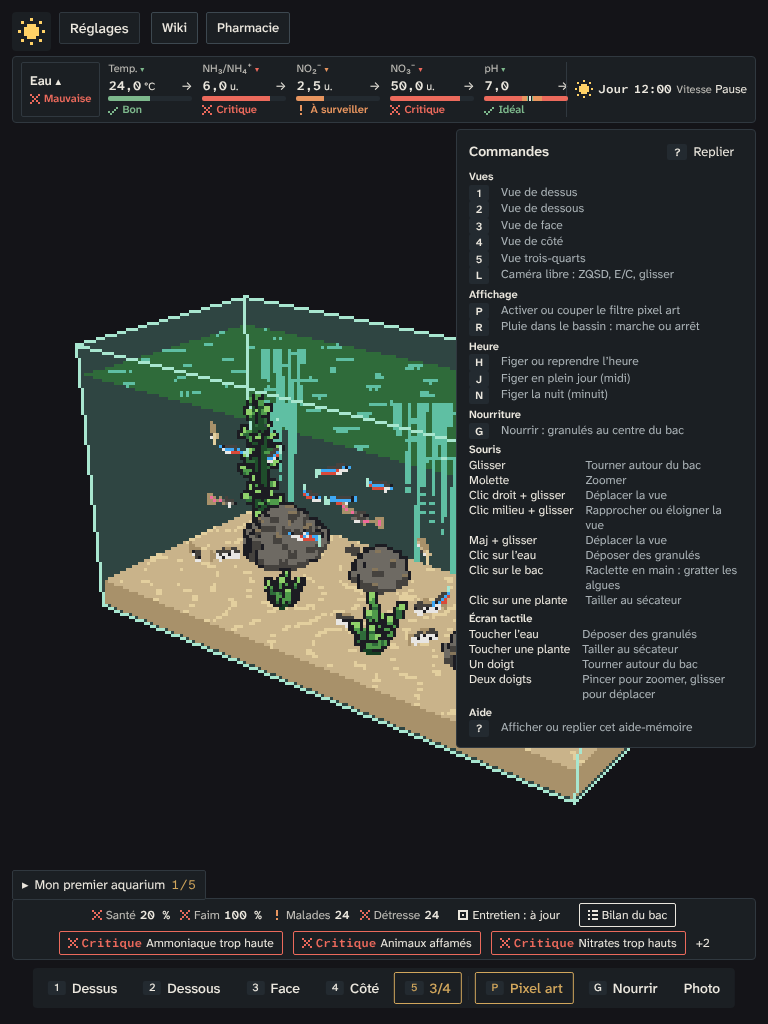 Réglages Wiki Pharmacie
Eau ▴
Mauvaise
Temp. ▾
24,0 °C →
Bon
NH₃/NH₄⁺ ▾
6,0 u. →
Critique
NO₂⁻ ▾
2,5 u. →
À surveiller
NO₃⁻ ▾
50,0 u. →
Critique
pH ▾
7,0 →
Idéal
Jour 12:00 Vitesse Pause
Commandes ? Replier
Vues
1 Vue de dessus
2 Vue de dessous
3 Vue de face
4 Vue de côté
5 Vue trois-quarts
L Caméra libre : ZQSD, E/C, glisser
Affichage
P Activer ou couper le filtre pixel art
R Pluie dans le bassin : marche ou arrêt
Heure
H Figer ou reprendre l'heure
J Figer en plein jour (midi)
N Figer la nuit (minuit)
Nourriture
G Nourrir : granulés au centre du bac
Souris
Glisser Tourner autour du bac
Molette Zoomer
Clic droit + glisser Déplacer la vue
Clic milieu + glisser Rapprocher ou éloigner la
vue
Maj + glisser Déplacer la vue
Clic sur l'eau Déposer des granulés
Clic sur le bac Raclette en main : gratter les
algues
Clic sur une plante Tailler au sécateur
Écran tactile
Toucher l'eau Déposer des granulés
Toucher une plante Tailler au sécateur
Un doigt Tourner autour du bac
Deux doigts Pincer pour zoomer, glisser
pour déplacer
Aide
? Afficher ou replier cet aide-mémoire
▸ Mon premier aquarium 1/5
Santé 20 % Faim 100 % Malades 24 Détresse 24 Entretien : à jour Bilan du bac
Critique Ammoniaque trop haute Critique Animaux affamés Critique Nitrates trop hauts +2
1 Dessus 2 Dessous 3 Face 4 Côté 5 3/4 P Pixel art G Nourrir Photo